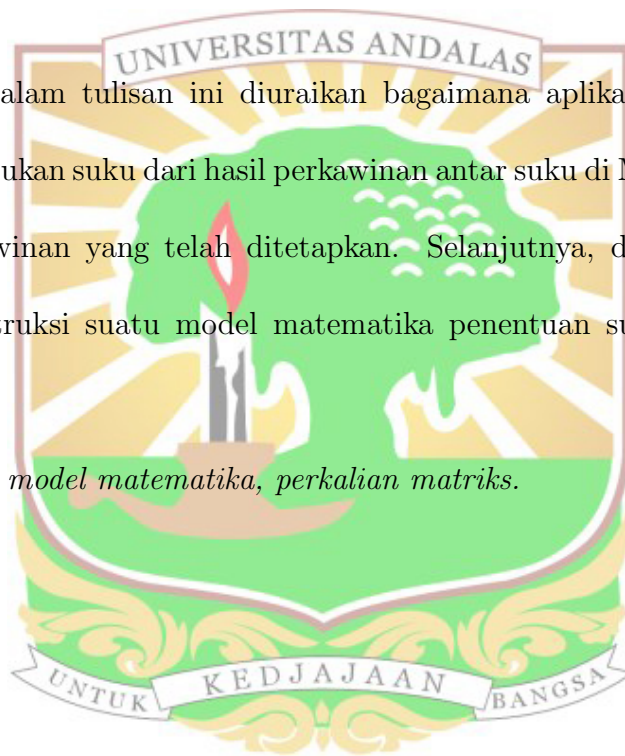 UNIVERSITAS ANDALAS
alam tulisan ini diuraikan bagaimana aplika
ukan suku dari hasil perkawinan antar suku di
winan yang telah ditetapkan. Selanjutnya, d
truksi suatu model matematika penentuan su
model matematika, perkalian matriks.
UNTUK KEDJAJAAN BANGSA